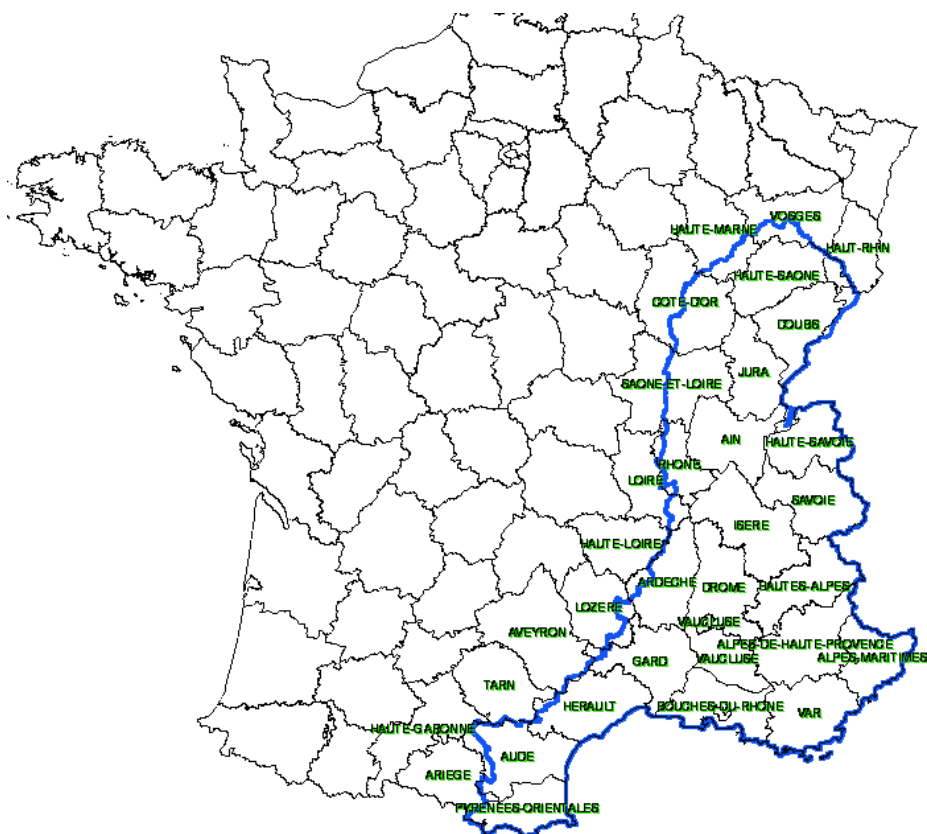 VOSGES
HAUTE-MARNE
HAUT-RHIN
HAUTE-SAONE
COTE-D'OR
DOUBS
JURA
SAONE-ET-LOIRE
AIN
HAUTE-SAVOIE
RHONE
LOIRE
SAVOIE
ISERE
HAUTE-LOIRE
ARDECHE
DROME
HAUTES-ALPES
LOZERE
VAUCLUSE
AVEYRON
ALPES-DE-HAUTE-PROVENCE
GARD
VAUCLUSE
ALPES-MARITIMES
TARN
HERAULT
BOUCHES-DU-RHONE
VAR
HAUTE-GARONNE
AUDE
ARIEGE
PYRENEES-ORIENTALES